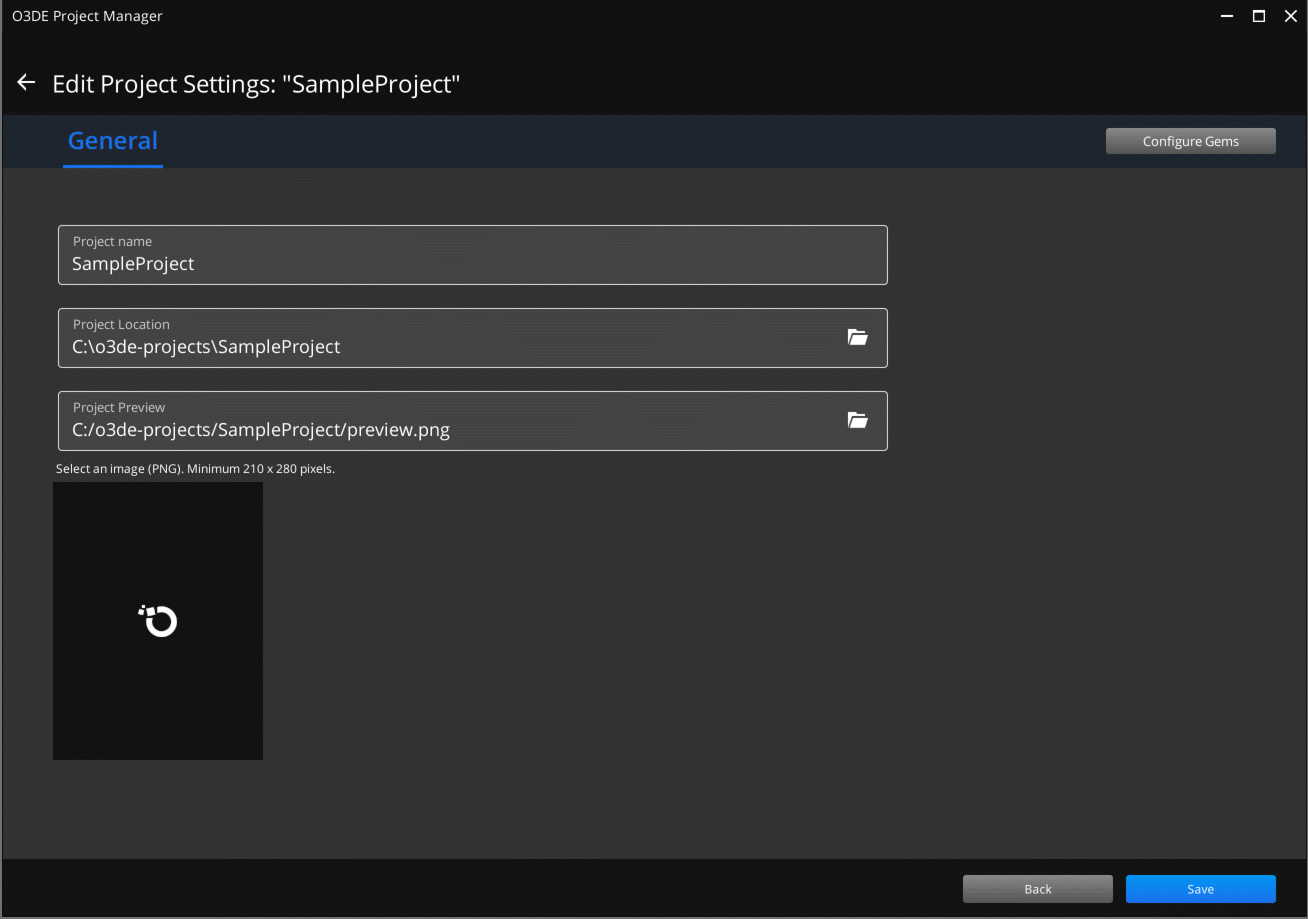 O3DE Project Manager
Edit Project Settings: "SampleProject"
General
Configure Gems
Project name
SampleProject
Project Location
C:\o3de-projects\SampleProject
Project Preview
C:/o3de-projects/SampleProject/preview.png
Select an image (PNG). Minimum 210 x 280 pixels.
Back
Save